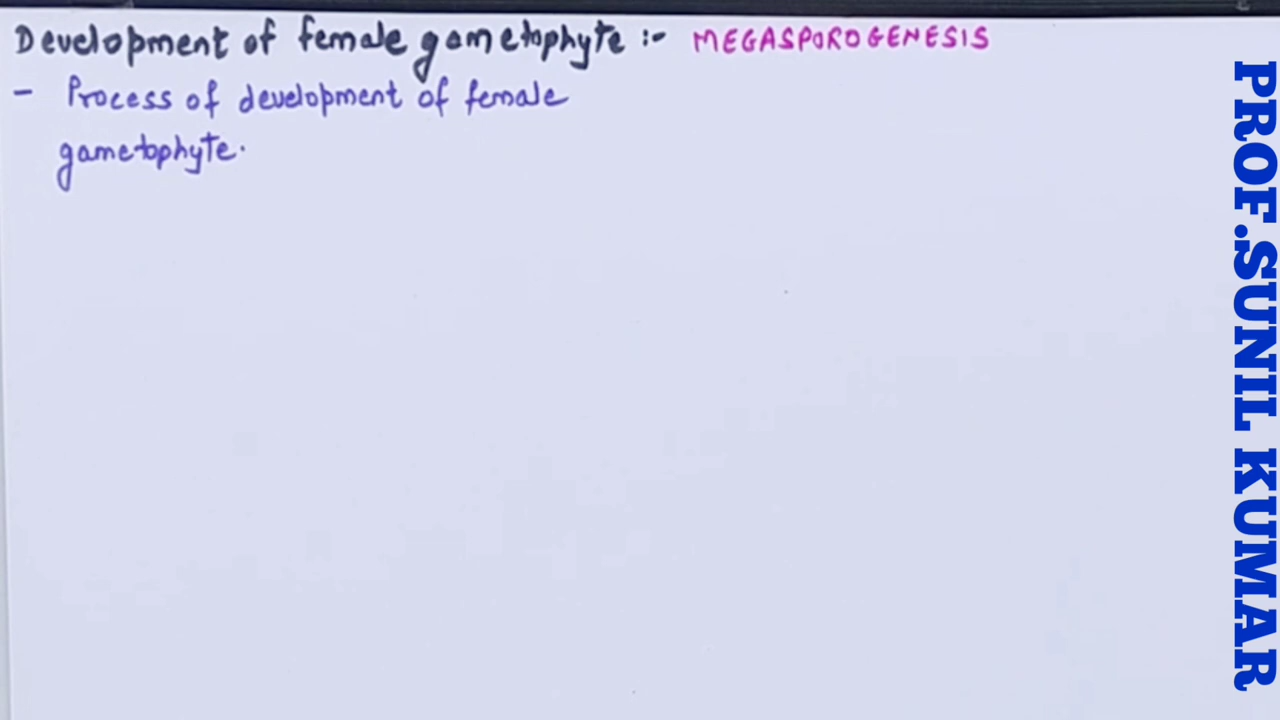 Development of female gametophyte :- MEGASPOROGENESIS
- Process of development of female
gametophyte.
PROF.SUNIL KUMAR